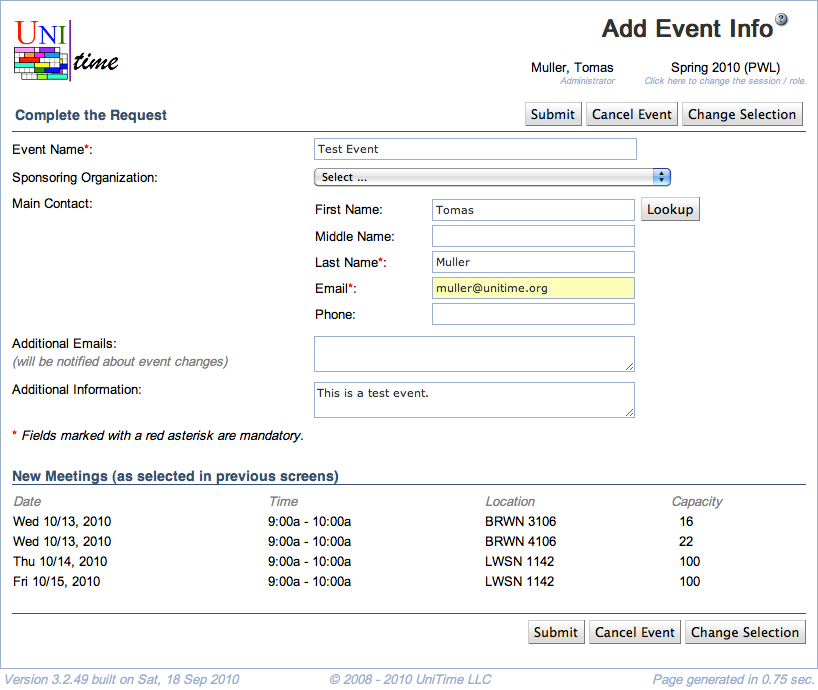 UNI
time
Add Event Info
?
Muller, Tomas
Spring 2010 (PWL)
Administrator
Click here to change the session / role.
Complete the Request
Submit
Cancel Event
Change Selection
Event Name*:
Test Event
Sponsoring Organization:
Select ...
Main Contact:
First Name:
Tomas
Lookup
Middle Name:
Last Name*:
Muller
Email*:
muller@unitime.org
Phone:
Additional Emails:
(will be notified about event changes)
Additional Information:
This is a test event.
* Fields marked with a red asterisk are mandatory.
New Meetings (as selected in previous screens)
Date Time Location Capacity
Wed 10/13, 2010 9:00a - 10:00a BRWN 3106 16
Wed 10/13, 2010 9:00a - 10:00a BRWN 4106 22
Thu 10/14, 2010 9:00a - 10:00a LWSN 1142 100
Fri 10/15, 2010 9:00a - 10:00a LWSN 1142 100
Submit
Cancel Event
Change Selection
Version 3.2.49 built on Sat, 18 Sep 2010
© 2008 - 2010 UniTime LLC
Page generated in 0.75 sec.